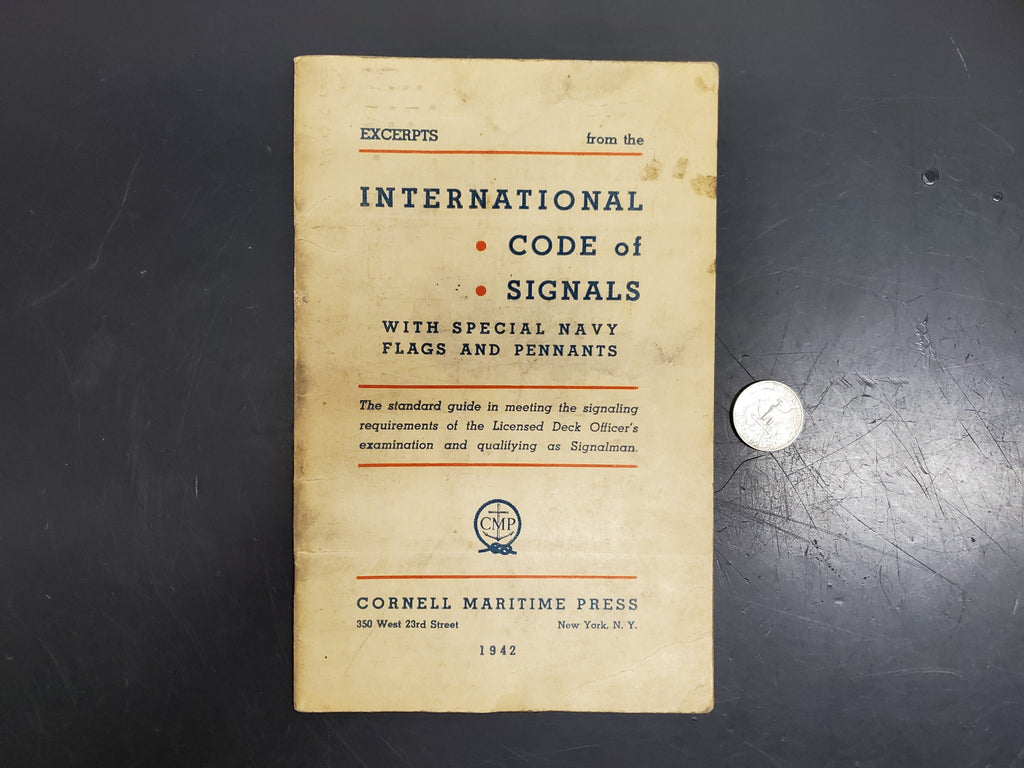 EXCERPTS from the
INTERNATIONAL
• CODE of
• SIGNALS
WITH SPECIAL NAVY
FLAGS AND PENNANTS
The standard guide in meeting the signaling
requirements of the Licensed Deck Officer's
examination and qualifying as Signalman.
CMP
CORNELL MARITIME PRESS
350 West 23rd Street New York, N. Y.
1942